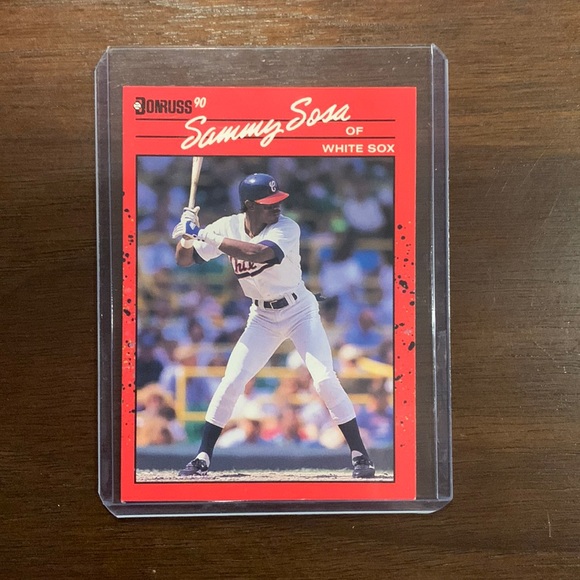 DONRUSS 90
Sammy Sosa
OF
WHITE SOX